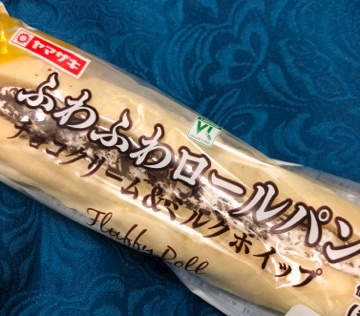 ヤマザキ
VL
ふわふわロールパン
チョコクリーム&ミルクホイップ
Fluffy Roll